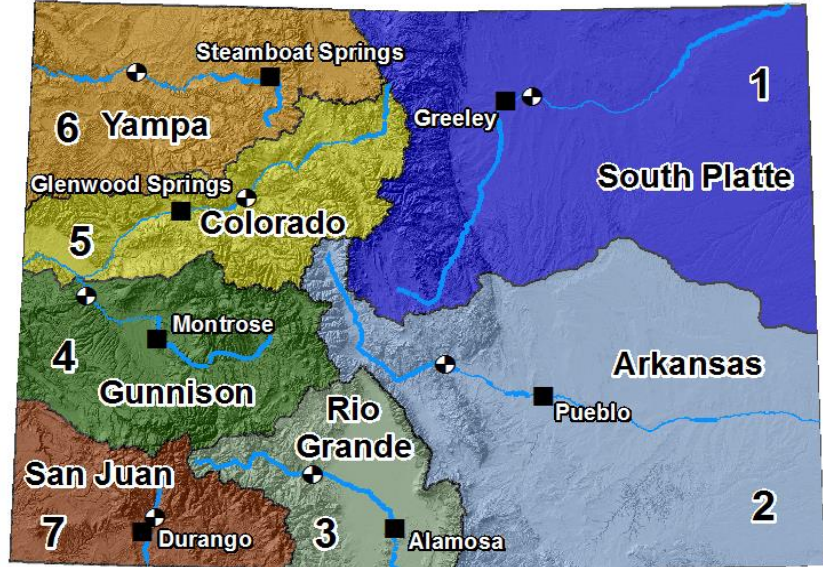 Steamboat Springs
1
6 Yampa
Greeley
South Platte
Glenwood Springs
Colorado
5
Montrose
4
Gunnison
Arkansas
Rio
Grande
Pueblo
San Juan
7
Durango
3
Alamosa
2